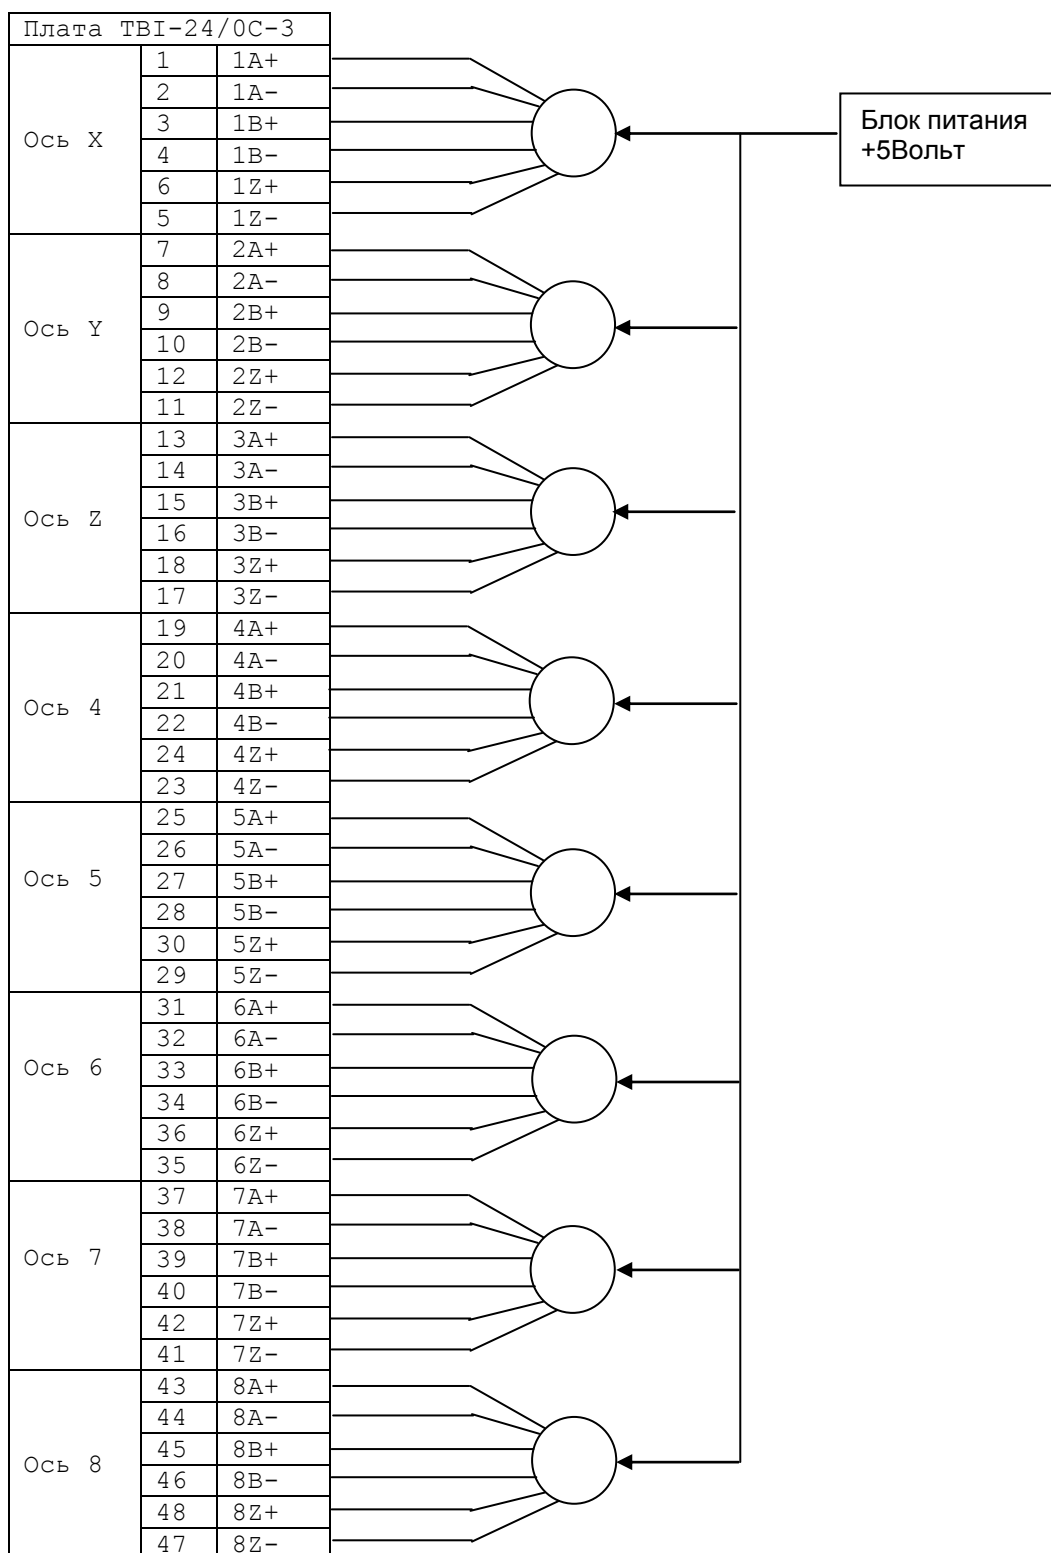 Плата TBI-24/0C-3
Ось X
1 1A+
2 1A-
3 1B+
4 1B-
6 1Z+
5 1Z-
Ось Y
7 2A+
8 2A-
9 2B+
10 2B-
12 2Z+
11 2Z-
Ось Z
13 3A+
14 3A-
15 3B+
16 3B-
18 3Z+
17 3Z-
Ось 4
19 4A+
20 4A-
21 4B+
22 4B-
24 4Z+
23 4Z-
Ось 5
25 5A+
26 5A-
27 5B+
28 5B-
30 5Z+
29 5Z-
Ось 6
31 6A+
32 6A-
33 6B+
34 6B-
36 6Z+
35 6Z-
Ось 7
37 7A+
38 7A-
39 7B+
40 7B-
42 7Z+
41 7Z-
Ось 8
43 8A+
44 8A-
45 8B+
46 8B-
48 8Z+
47 8Z-
Блок питания
+5Вольт